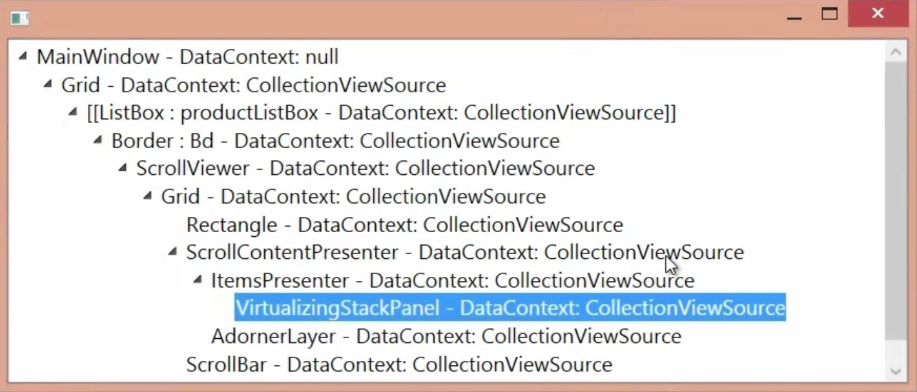 MainWindow - DataContext: null
Grid - DataContext: CollectionViewSource
[[ListBox : productListBox - DataContext: CollectionViewSource]]
Border : Bd - DataContext: CollectionViewSource
ScrollViewer - DataContext: CollectionViewSource
Grid - DataContext: CollectionViewSource
Rectangle - DataContext: CollectionViewSource
ScrollContentPresenter - DataContext: CollectionViewSource
ItemsPresenter - DataContext: CollectionViewSource
VirtualizingStackPanel - DataContext: CollectionViewSource
AdornerLayer - DataContext: CollectionViewSource
ScrollBar - DataContext: CollectionViewSource